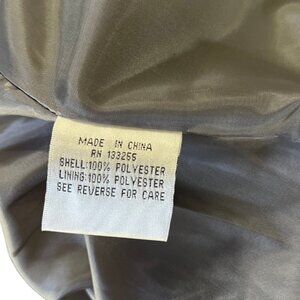 MADE IN CHINA
RN 133255
SHELL:100% POLYESTER
LINING:100% POLYESTER
SEE REVERSE FOR CARE